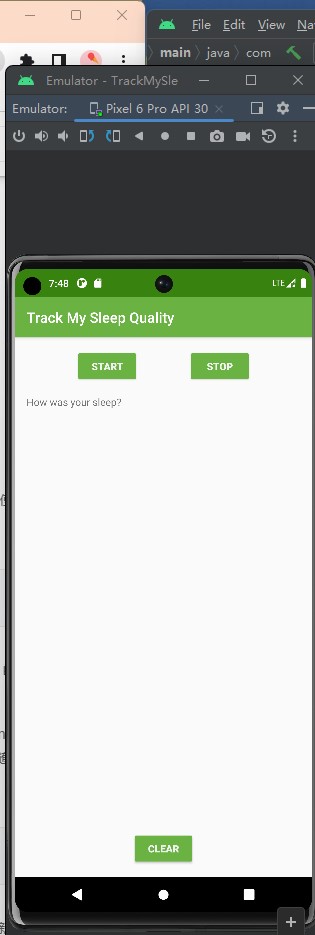 File Edit View
main java com
Emulator - TrackMySle
Emulator: Pixel 6 Pro API 30
7:48
LTE
Track My Sleep Quality
START STOP
How was your sleep?
CLEAR